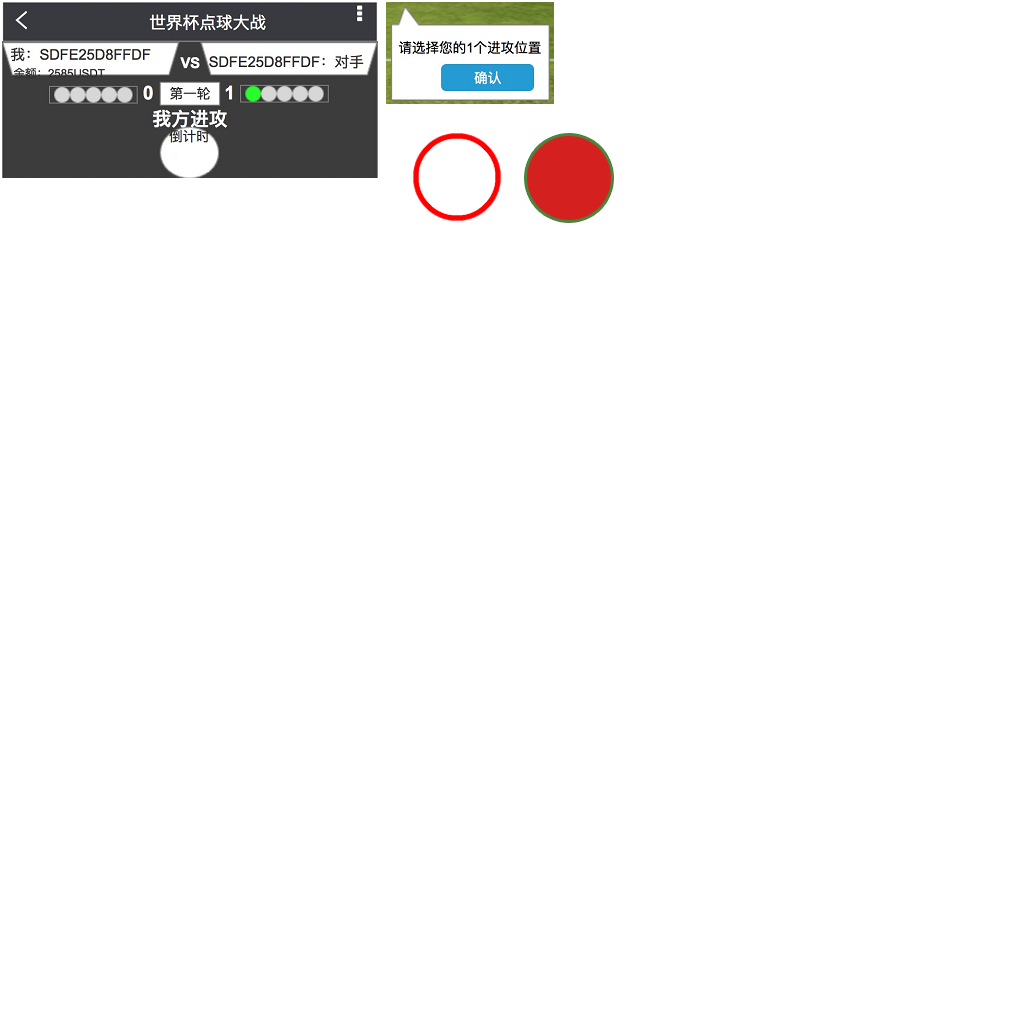 世界杯点球大战
我：SDFE25D8FFDF
VS
SDFE25D8FFDF：对手
金额：2585USDT
0
第一轮
1
我方进攻
倒计时
请选择您的1个进攻位置
确认